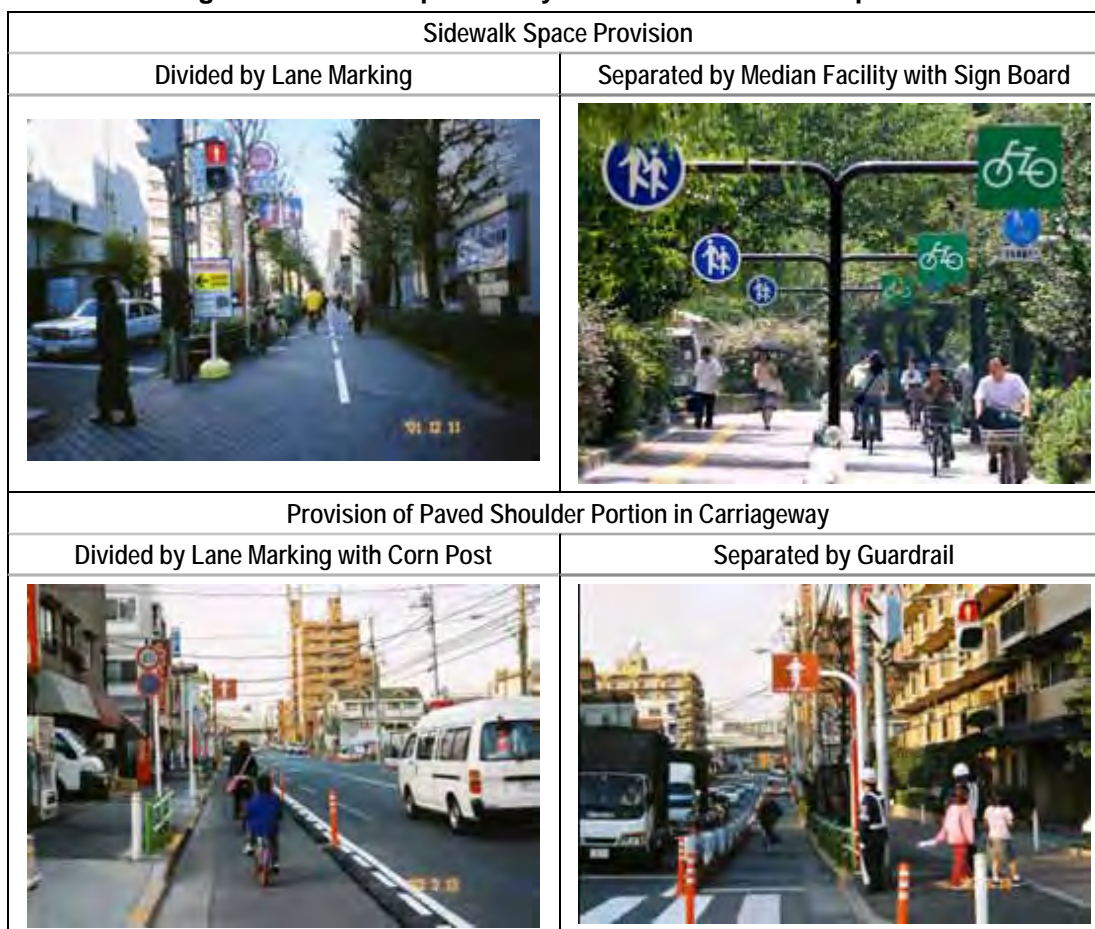 Sidewalk Space Provision
Divided by Lane Marking
Separated by Median Facility with Sign Board
'01 12 11
Provision of Paved Shoulder Portion in Carriageway
Divided by Lane Marking with Corn Post
Separated by Guardrail